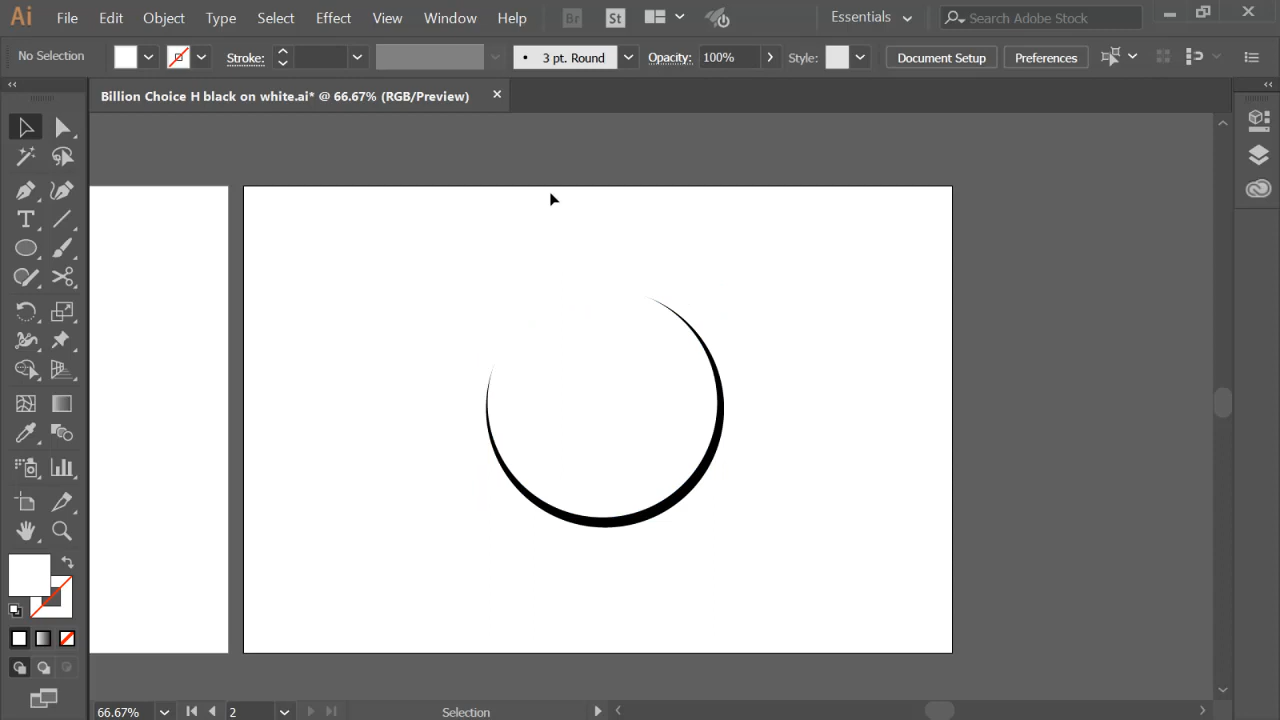 Ai File Edit Object Type Select Effect View Window Help Br St Essentials Search Adobe Stock
No Selection Stroke: 3 pt. Round Opacity: 100% Style: Document Setup Preferences
Billion Choice H black on white.ai* @ 66.67% (RGB/Preview)
T
66.67% 2 Selection